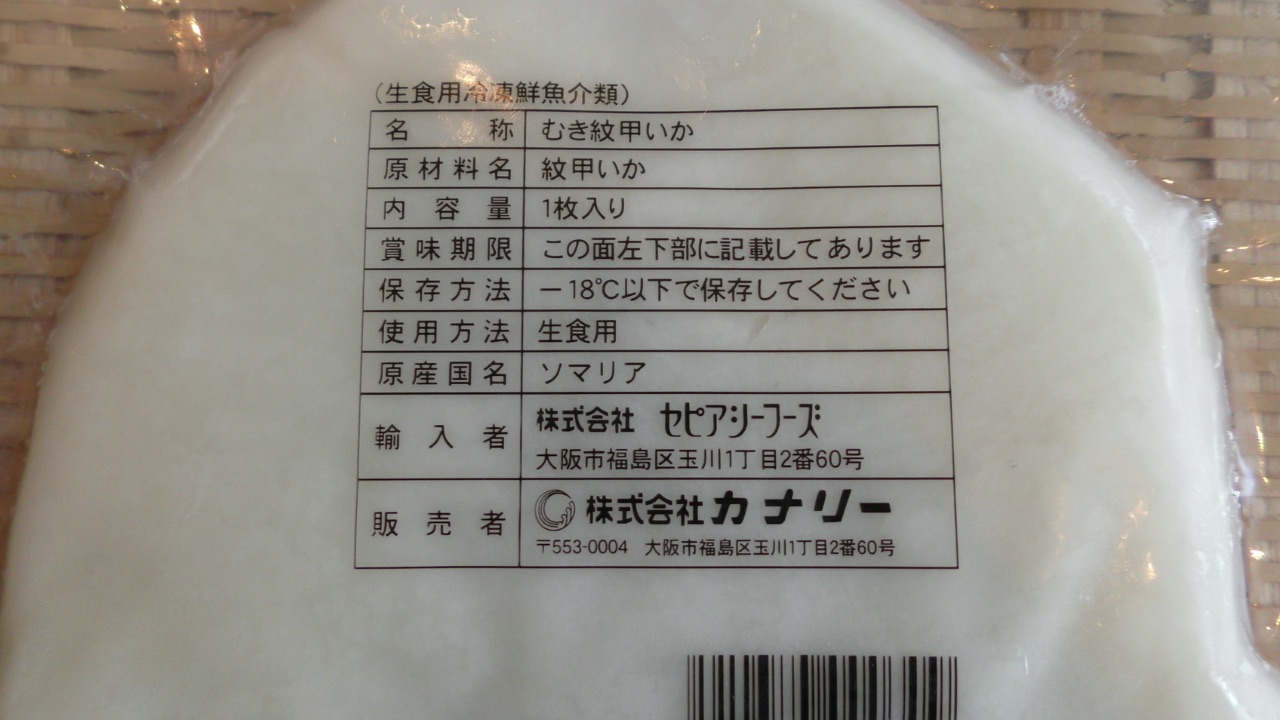 (生食用冷凍鮮魚介類)
名称 むき紋甲いか
原材料名 紋甲いか
内容量 1枚入り
賞味期限 この面左下部に記載してあります
保存方法 -18℃以下で保存してください
使用方法 生食用
原産国名 ソマリア
輸入者 株式会社 セピアシーフーズ
大阪市福島区玉川1丁目2番60号
販売者 株式会社カナリー
〒553-0004 大阪市福島区玉川1丁目2番60号